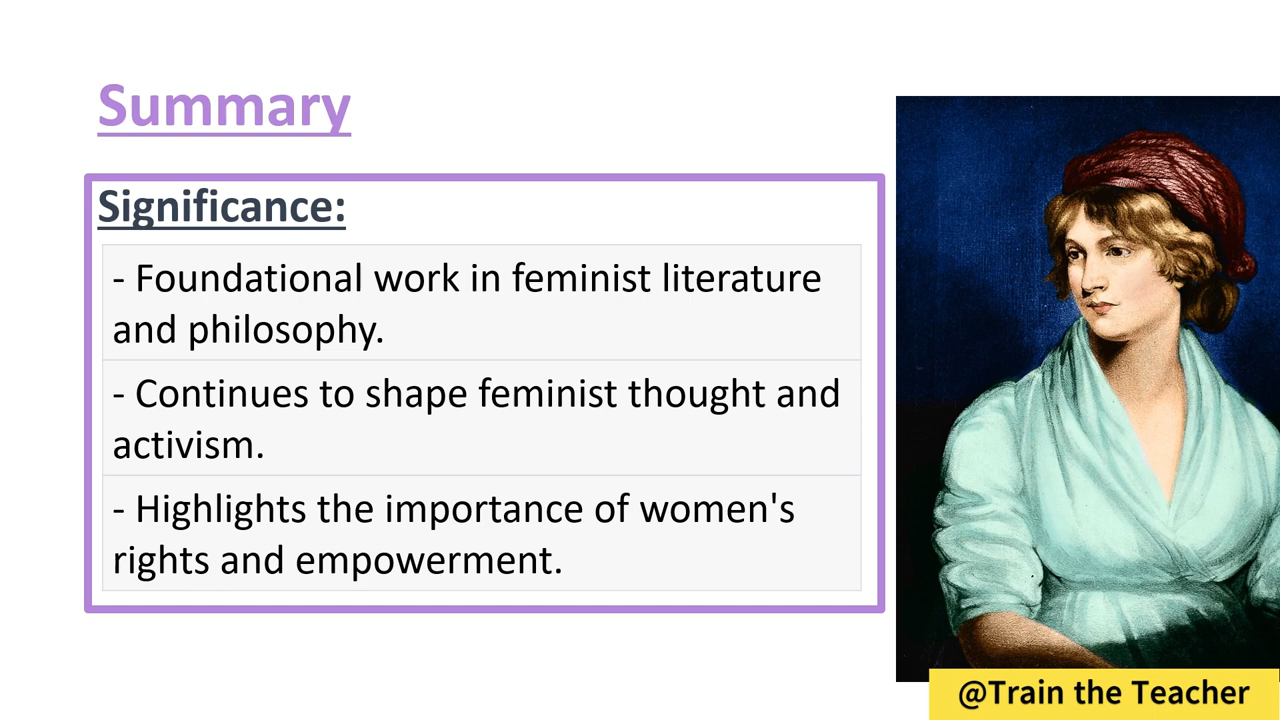 Summary
Significance:
- Foundational work in feminist literature
and philosophy.
- Continues to shape feminist thought and
activism.
- Highlights the importance of women's
rights and empowerment.
@Train the Teacher